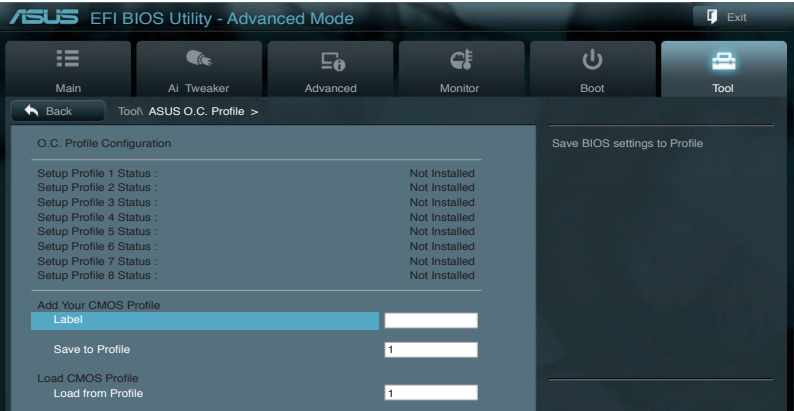 ASUS EFI BIOS Utility - Advanced Mode
Exit
Main
Ai Tweaker
Advanced
Monitor
Boot
Tool
Back
Tool\ ASUS O.C. Profile >
O.C. Profile Configuration
Save BIOS settings to Profile
Setup Profile 1 Status : Not Installed
Setup Profile 2 Status : Not Installed
Setup Profile 3 Status : Not Installed
Setup Profile 4 Status : Not Installed
Setup Profile 5 Status : Not Installed
Setup Profile 6 Status : Not Installed
Setup Profile 7 Status : Not Installed
Setup Profile 8 Status : Not Installed
Add Your CMOS Profile
Label
Save to Profile 1
Load CMOS Profile
Load from Profile 1